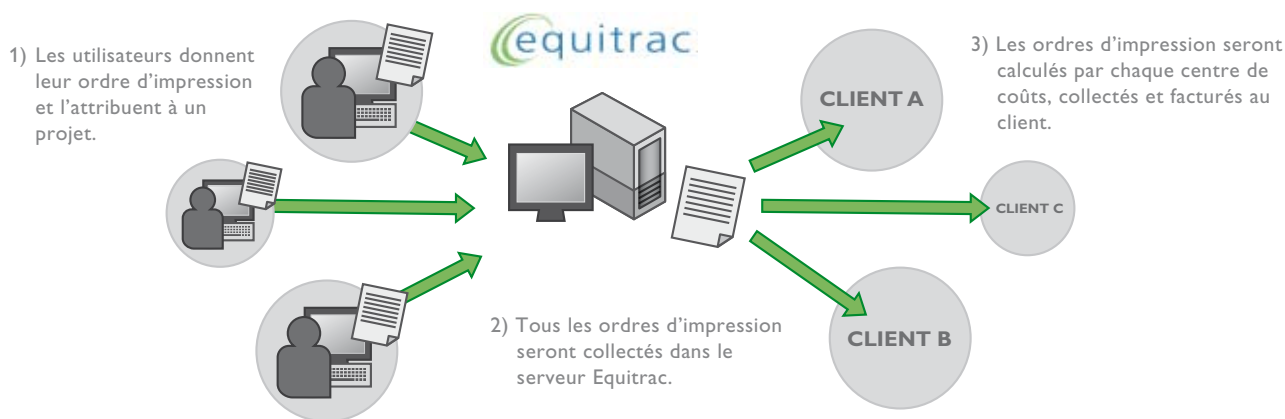 equitrac
1) Les utilisateurs donnent
leur ordre d'impression
et l'attribuent à un
projet.
2) Tous les ordres d'impression
seront collectés dans le
serveur Equitrac.
3) Les ordres d'impression seront
calculés par chaque centre de
coûts, collectés et facturés au
client.
CLIENT A
CLIENT C
CLIENT B